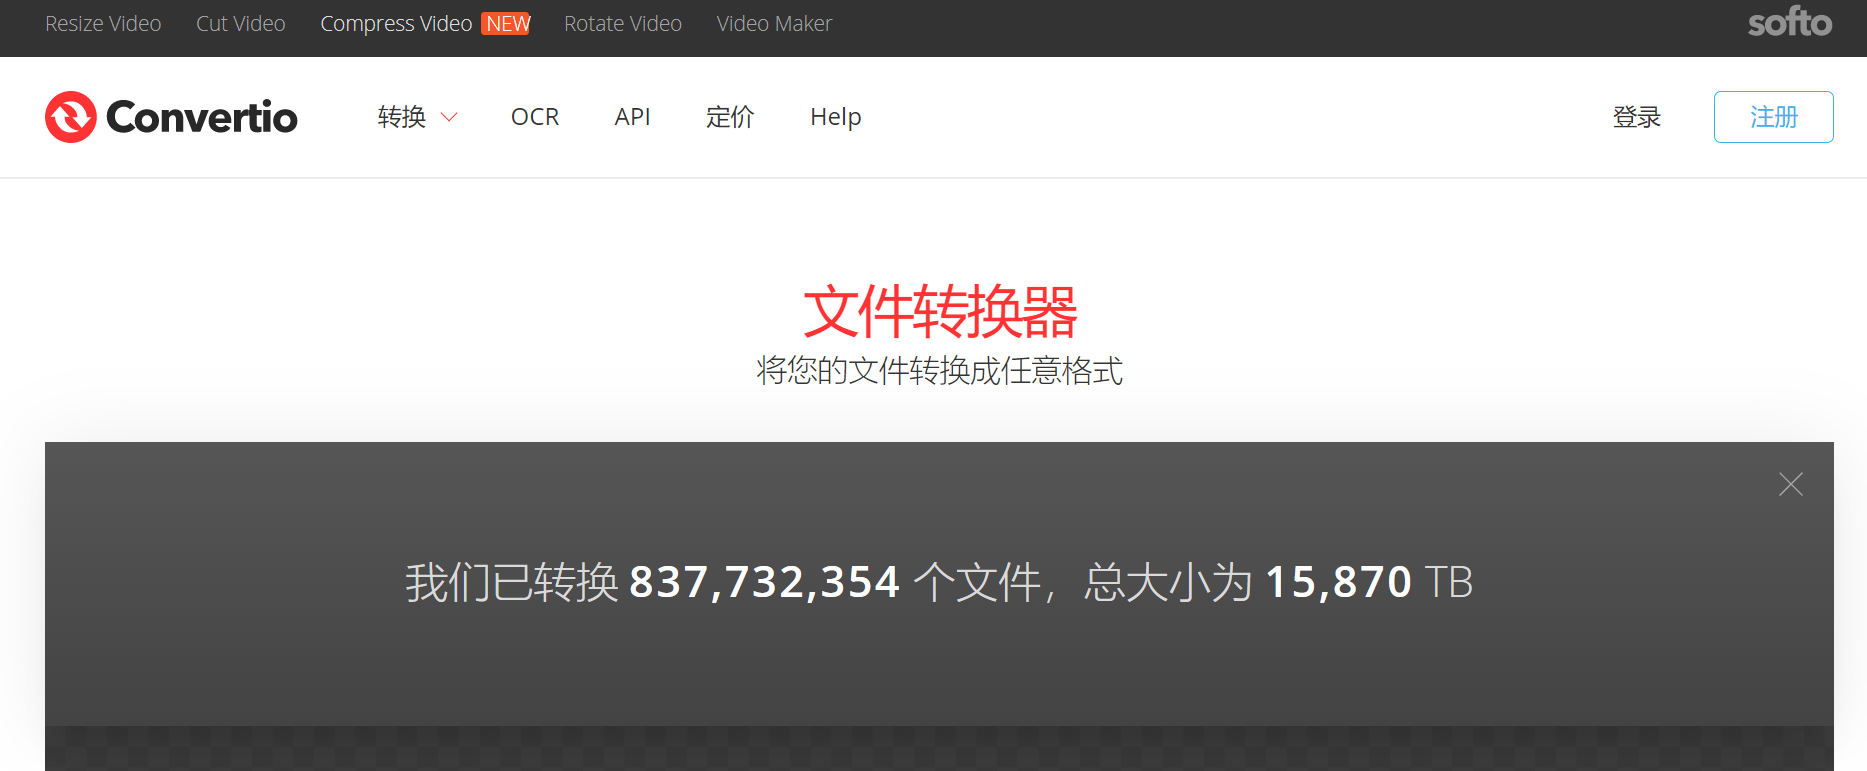 Resize Video Cut Video Compress Video NEW Rotate Video Video Maker softo
Convertio 转换 OCR API 定价 Help 登录 注册
文件转换器
将您的文件转换成任意格式
我们已转换 837,732,354 个文件，总大小为 15,870 TB